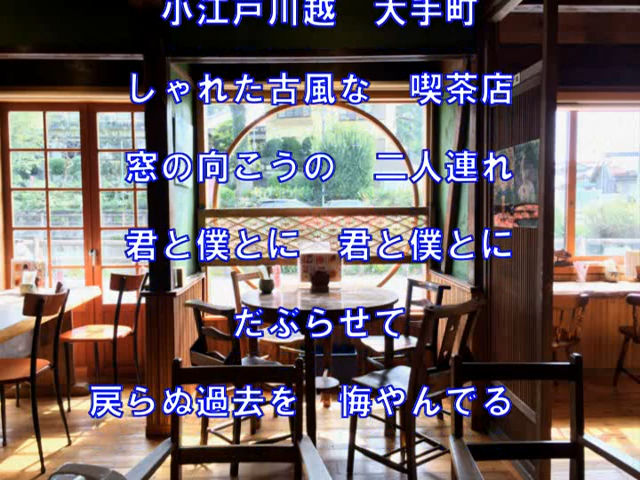 小江戸川越　大手町
しゃれた古風な　喫茶店
窓の向こうの　二人連れ
君と僕とに　君と僕とに
だぶらせて
戻らぬ過去を　悔やんでる